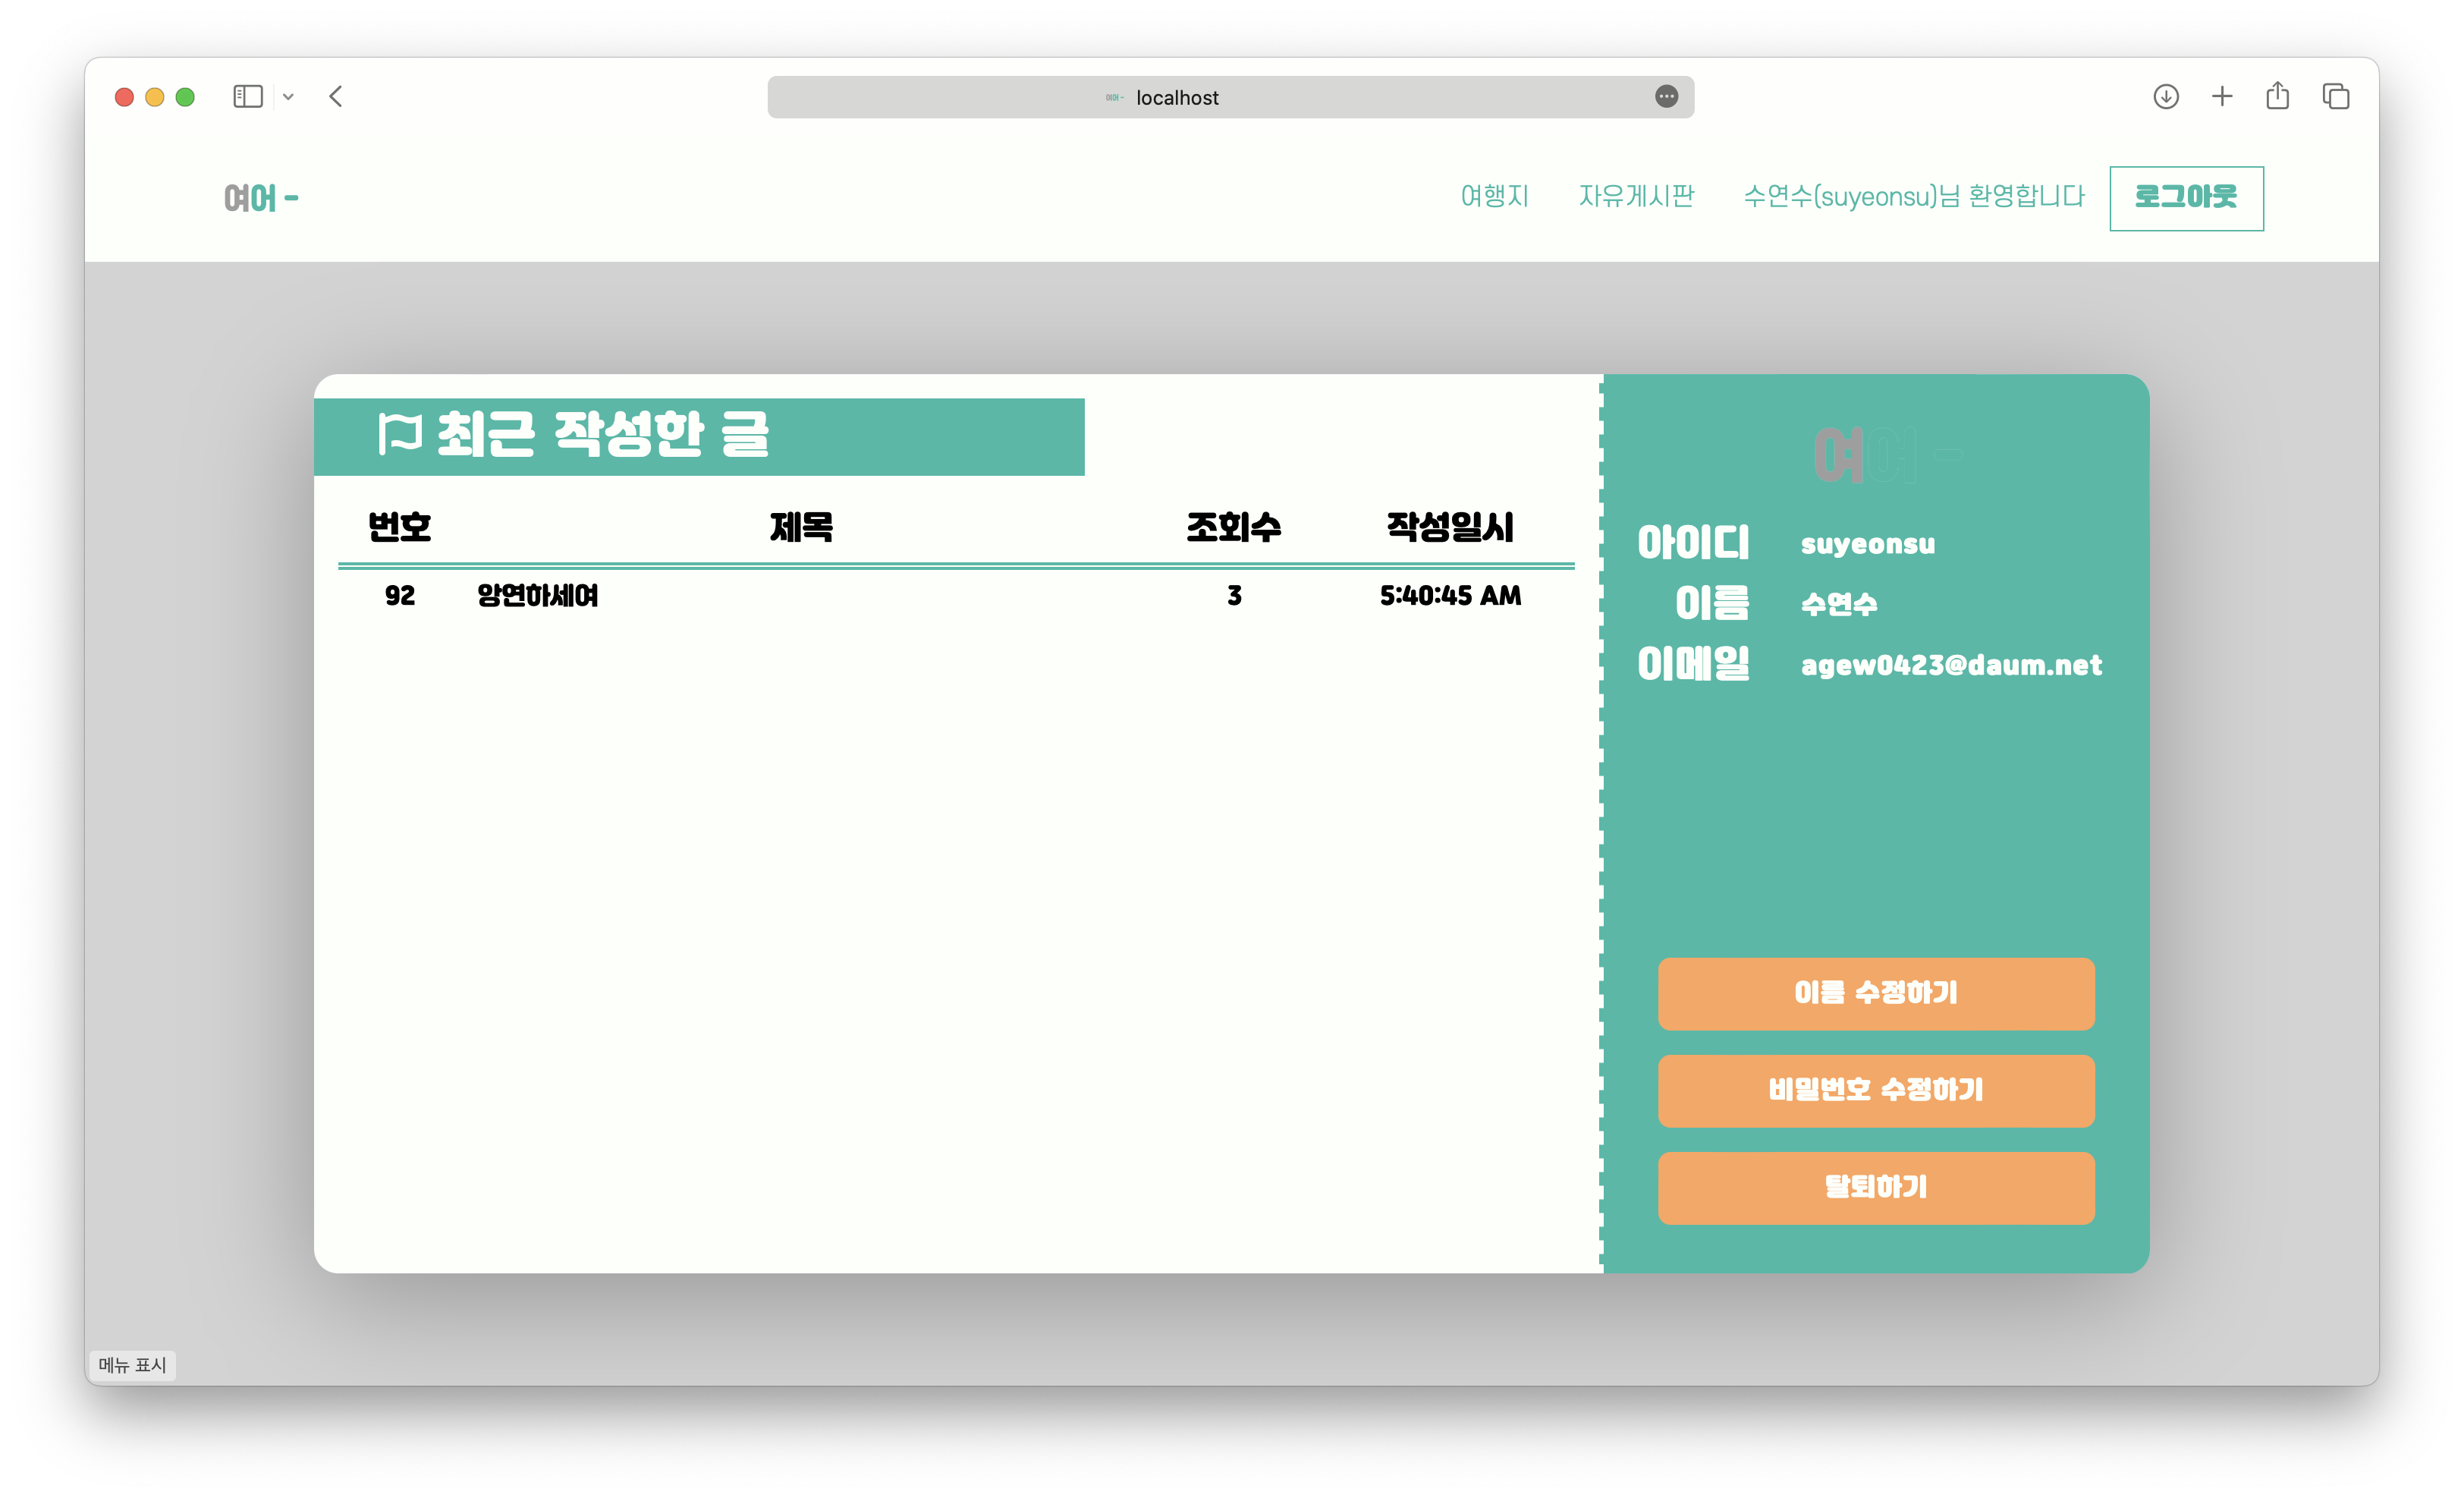 여어- localhost
여어-
여행지 자유게시판 수연수(suyeonsu)님 환영합니다 로그아웃
최근 작성한 글
번호 제목 조회수 작성일시
92 앙연하세여 3 5:40:45 AM
여어-
아이디 suyeonsu
이름 수연수
이메일 agew0423@daum.net
이름 수정하기
비밀번호 수정하기
탈퇴하기
메뉴 표시